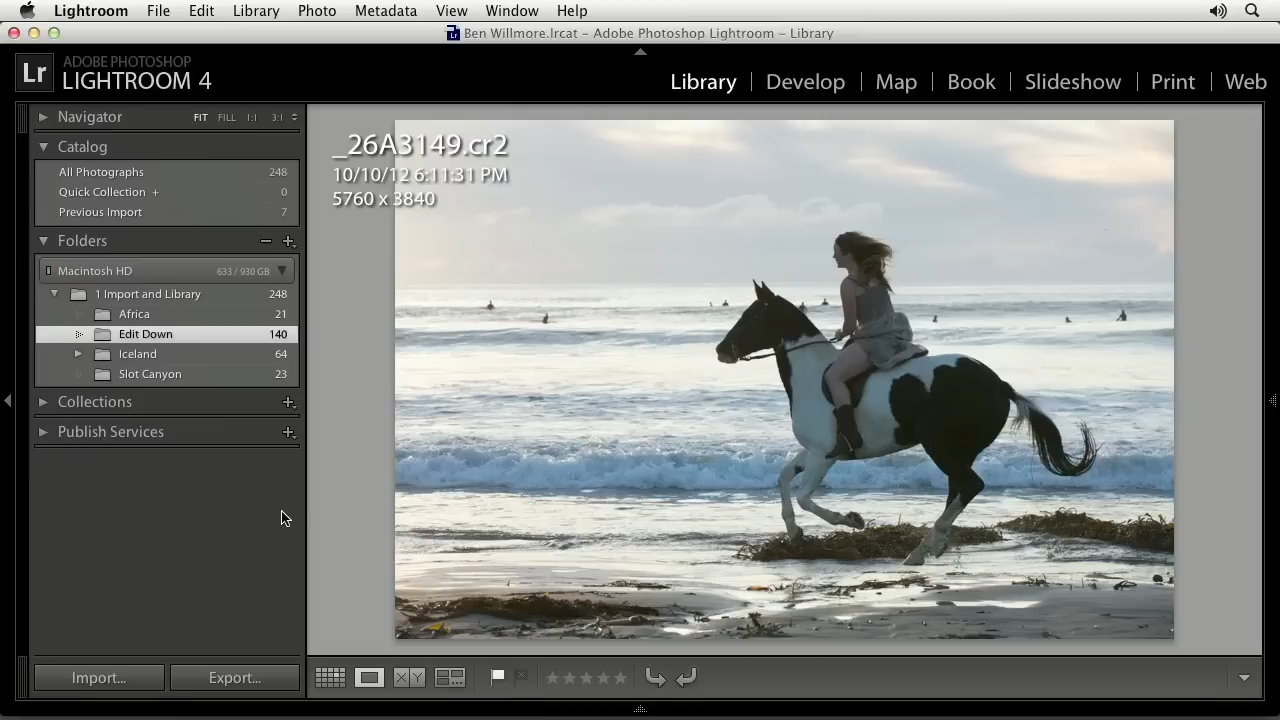 Lightroom File Edit Library Photo Metadata View Window Help
Ben Willmore.lrcat – Adobe Photoshop Lightroom – Library
Lr ADOBE PHOTOSHOP
LIGHTROOM 4
Library | Develop | Map | Book | Slideshow | Print | Web
Navigator FIT FILL 1:1 3:1
Catalog
All Photographs 248
Quick Collection + 0
Previous Import 7
Folders
Macintosh HD 633 / 930 GB
1 Import and Library 248
Africa 21
Edit Down 140
Iceland 64
Slot Canyon 23
Collections
Publish Services
Import... Export...
_26A3149.cr2
10/10/12 6:11:31 PM
5760 x 3840
X Y